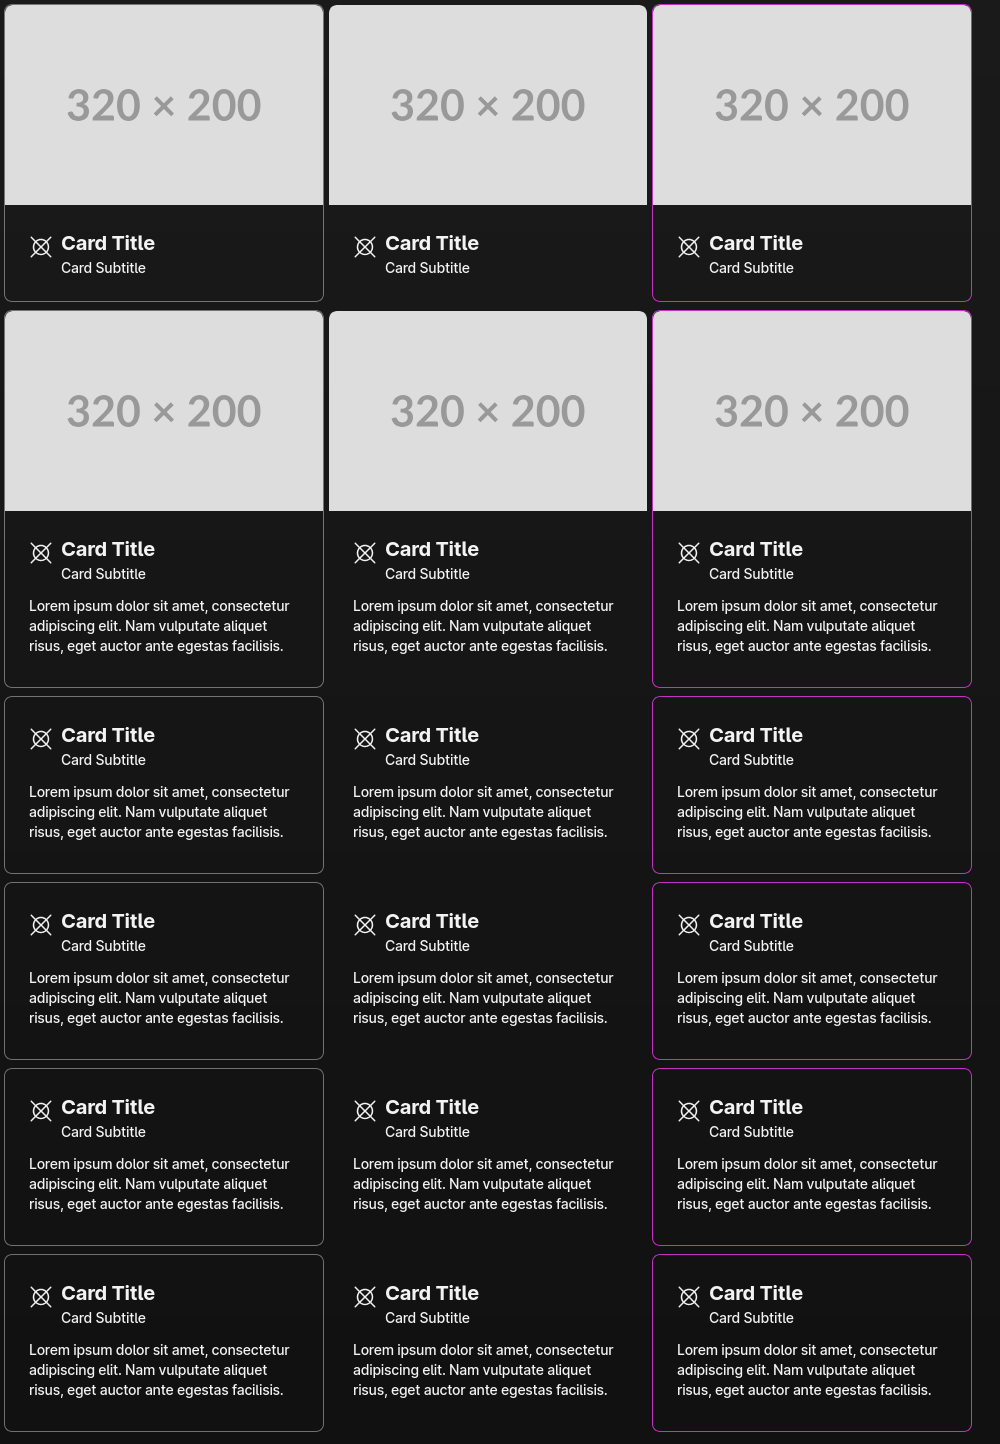 320 × 200
320 × 200
320 × 200
Card Title
Card Subtitle
Card Title
Card Subtitle
Card Title
Card Subtitle
320 × 200
320 × 200
320 × 200
Card Title
Card Subtitle
Lorem ipsum dolor sit amet, consectetur
adipiscing elit. Nam vulputate aliquet
risus, eget auctor ante egestas facilisis.
Card Title
Card Subtitle
Lorem ipsum dolor sit amet, consectetur
adipiscing elit. Nam vulputate aliquet
risus, eget auctor ante egestas facilisis.
Card Title
Card Subtitle
Lorem ipsum dolor sit amet, consectetur
adipiscing elit. Nam vulputate aliquet
risus, eget auctor ante egestas facilisis.
Card Title
Card Subtitle
Lorem ipsum dolor sit amet, consectetur
adipiscing elit. Nam vulputate aliquet
risus, eget auctor ante egestas facilisis.
Card Title
Card Subtitle
Lorem ipsum dolor sit amet, consectetur
adipiscing elit. Nam vulputate aliquet
risus, eget auctor ante egestas facilisis.
Card Title
Card Subtitle
Lorem ipsum dolor sit amet, consectetur
adipiscing elit. Nam vulputate aliquet
risus, eget auctor ante egestas facilisis.
Card Title
Card Subtitle
Lorem ipsum dolor sit amet, consectetur
adipiscing elit. Nam vulputate aliquet
risus, eget auctor ante egestas facilisis.
Card Title
Card Subtitle
Lorem ipsum dolor sit amet, consectetur
adipiscing elit. Nam vulputate aliquet
risus, eget auctor ante egestas facilisis.
Card Title
Card Subtitle
Lorem ipsum dolor sit amet, consectetur
adipiscing elit. Nam vulputate aliquet
risus, eget auctor ante egestas facilisis.
Card Title
Card Subtitle
Lorem ipsum dolor sit amet, consectetur
adipiscing elit. Nam vulputate aliquet
risus, eget auctor ante egestas facilisis.
Card Title
Card Subtitle
Lorem ipsum dolor sit amet, consectetur
adipiscing elit. Nam vulputate aliquet
risus, eget auctor ante egestas facilisis.
Card Title
Card Subtitle
Lorem ipsum dolor sit amet, consectetur
adipiscing elit. Nam vulputate aliquet
risus, eget auctor ante egestas facilisis.
Card Title
Card Subtitle
Lorem ipsum dolor sit amet, consectetur
adipiscing elit. Nam vulputate aliquet
risus, eget auctor ante egestas facilisis.
Card Title
Card Subtitle
Lorem ipsum dolor sit amet, consectetur
adipiscing elit. Nam vulputate aliquet
risus, eget auctor ante egestas facilisis.
Card Title
Card Subtitle
Lorem ipsum dolor sit amet, consectetur
adipiscing elit. Nam vulputate aliquet
risus, eget auctor ante egestas facilisis.